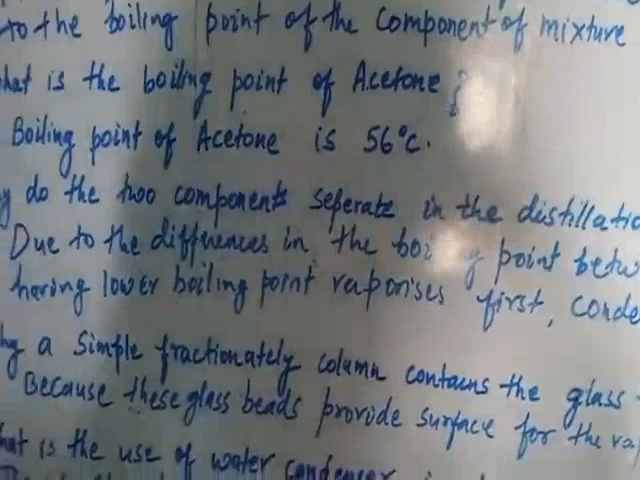 to the boiling point of the component of mixture
hat is the boiling point of Acetone
Boiling point of Acetone is 56°c.
y do the two components seperate in the distillatio
Due to the differences in the boi g point betw
having lower boiling point vaporises first, conde
hy a simple fractionately column contains the glass
Because these glass beads provide surface for the vap
hat is the use of water condenser